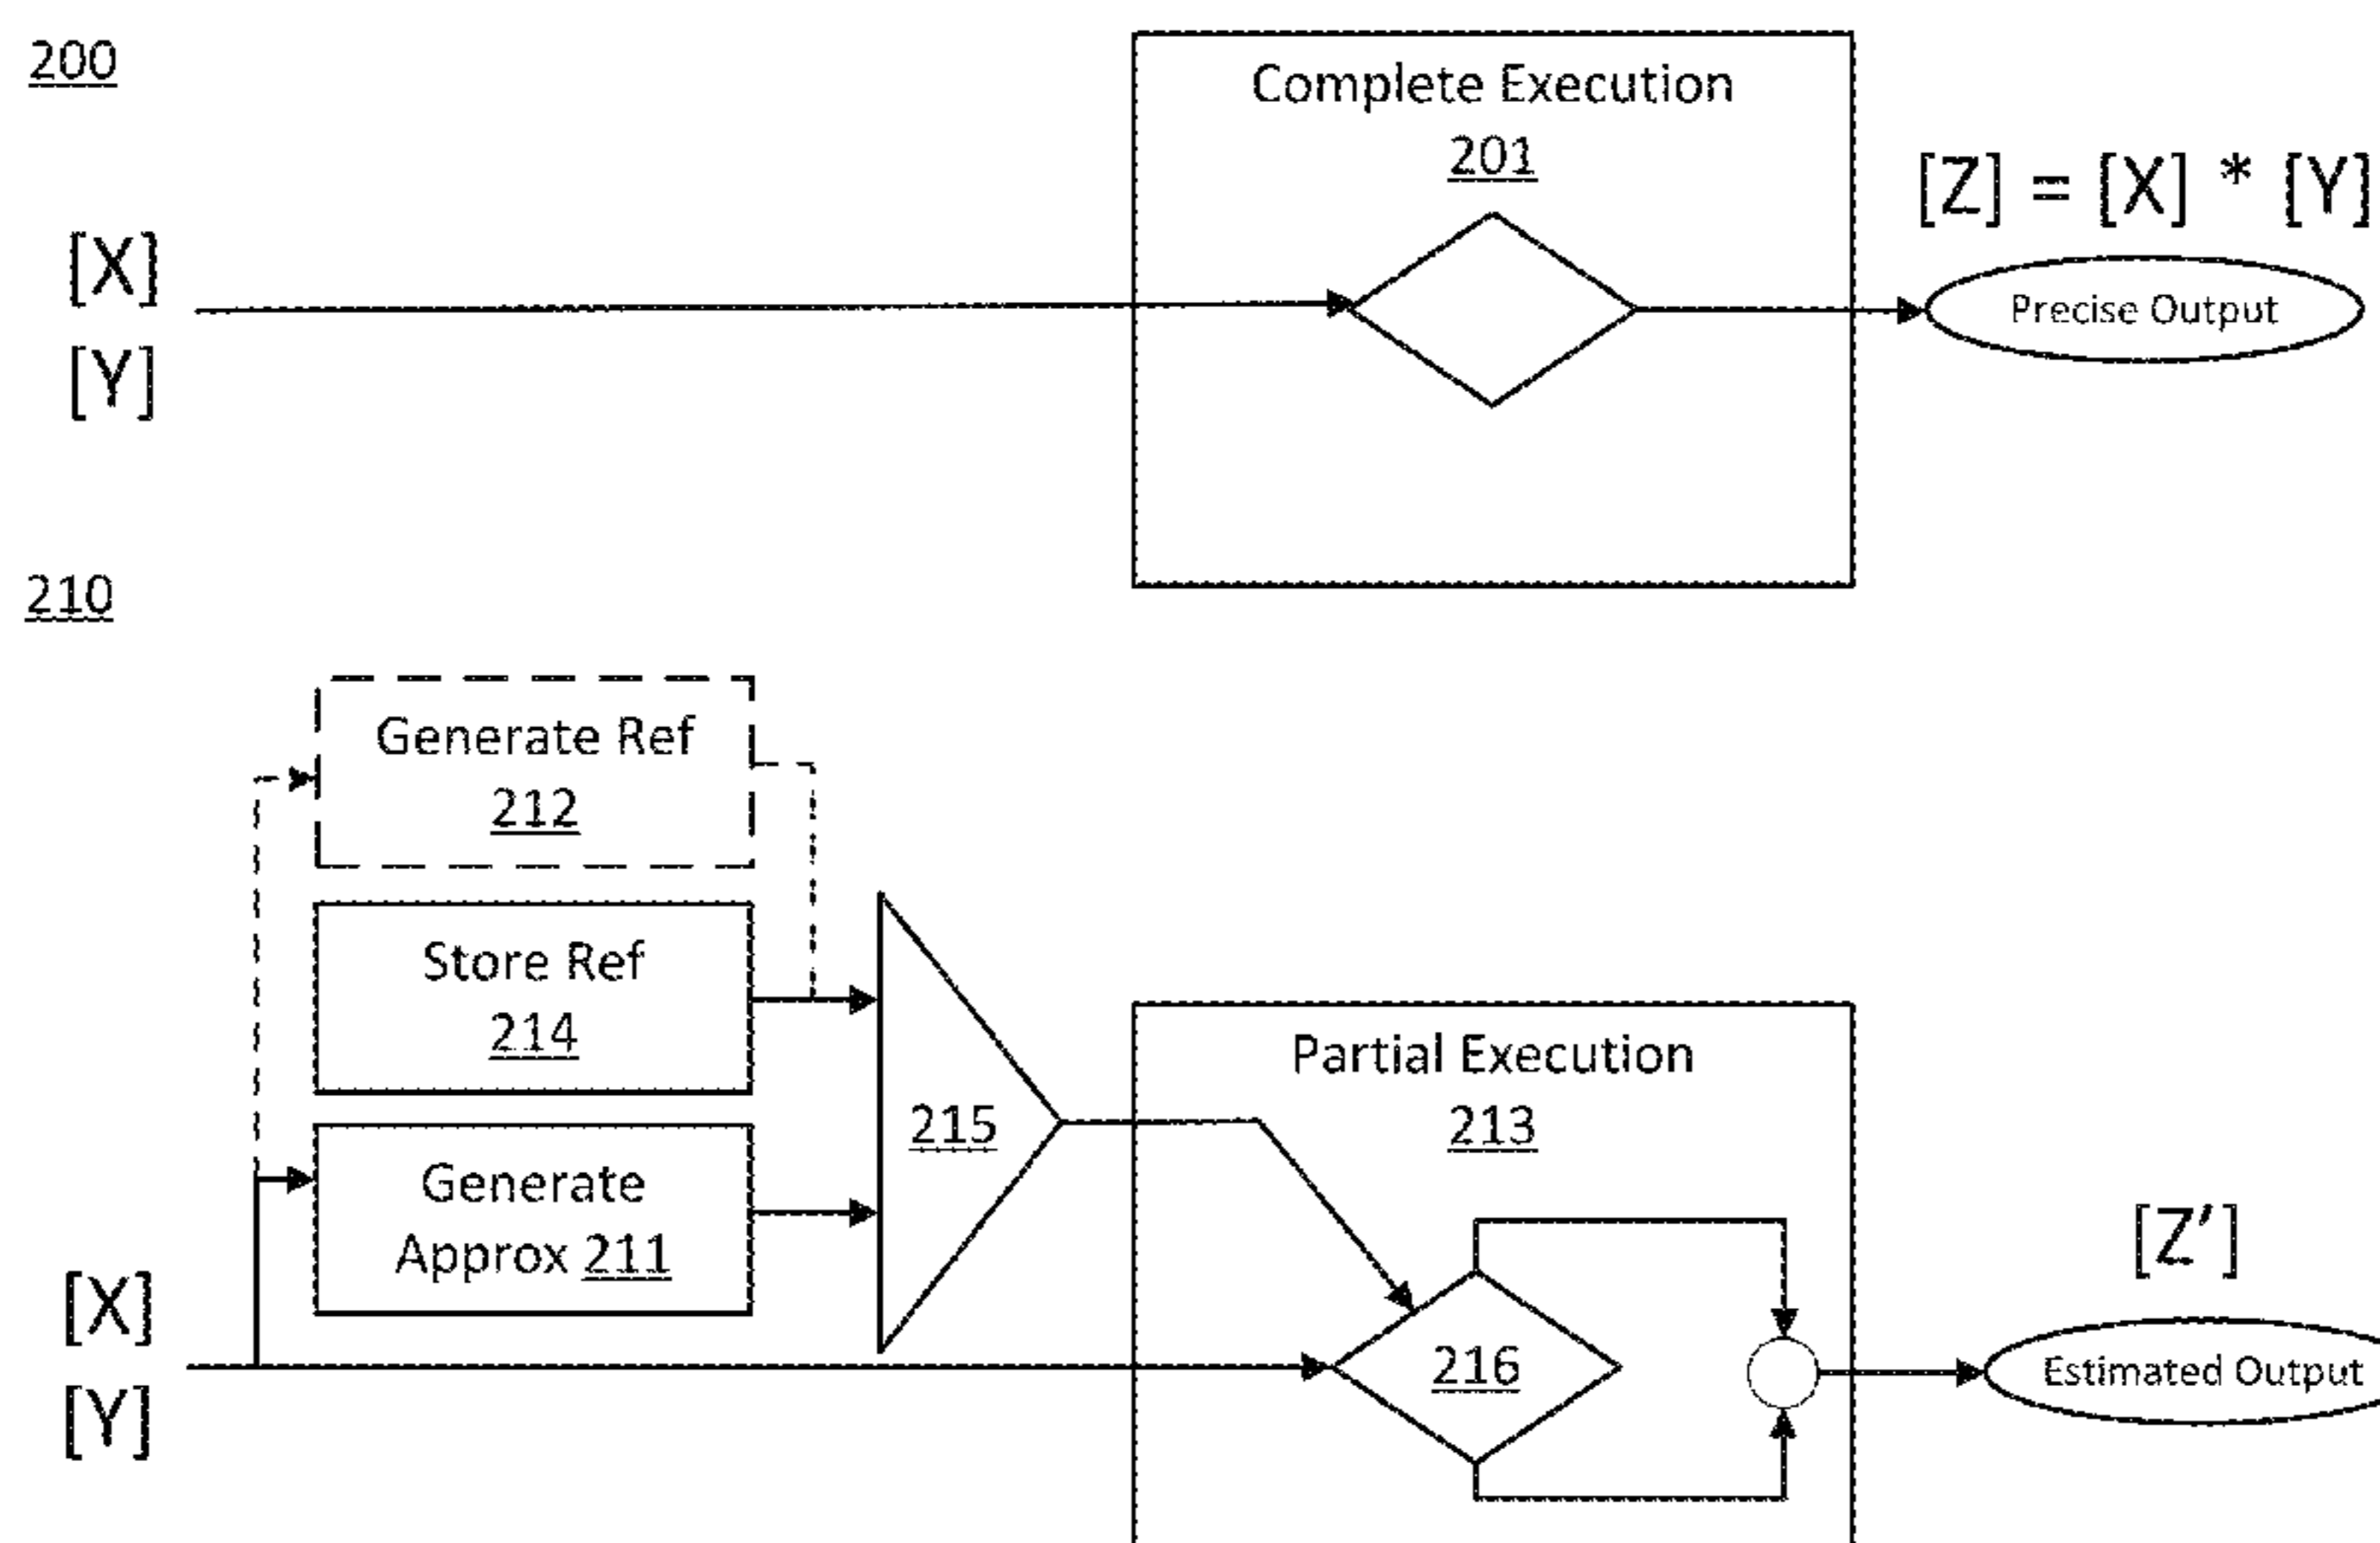 200
Complete Execution
201
[Z] = [X] * [Y]
[X]
Precise Output
[Y]
210
Generate Ref
212
Store Ref
214
Partial Execution
215
213
Generate
Approx 211
[Z']
[X]
216
Estimated Output
[Y]